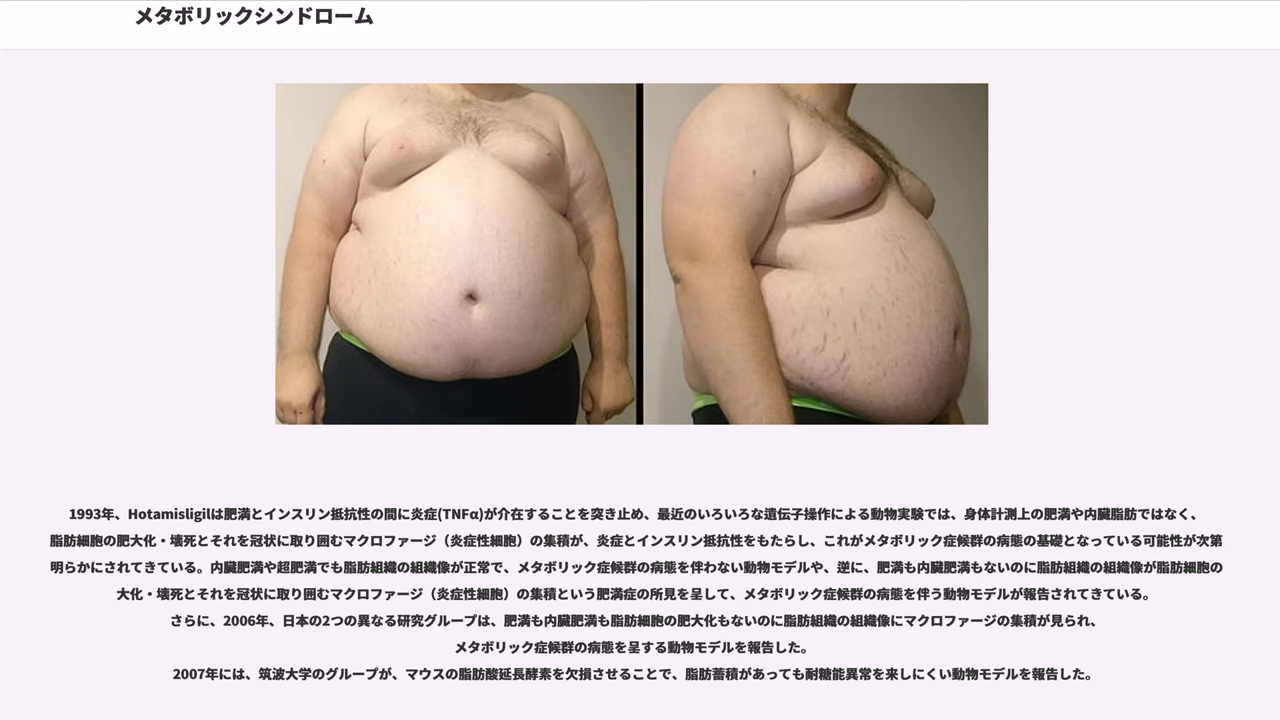 メタボリックシンドローム
1993年、Hotamisligilは肥満とインスリン抵抗性の間に炎症(TNFα)が介在することを突き止め、最近のいろいろな遺伝子操作による動物実験では、身体計測上の肥満や内臓脂肪ではなく、
脂肪細胞の肥大化・壊死とそれを冠状に取り囲むマクロファージ（炎症性細胞）の集積が、炎症とインスリン抵抗性をもたらし、これがメタボリック症候群の病態の基礎となっている可能性が次第
明らかにされてきている。内臓肥満や超肥満でも脂肪組織の組織像が正常で、メタボリック症候群の病態を伴わない動物モデルや、逆に、肥満も内臓肥満もないのに脂肪組織の組織像が脂肪細胞の
大化・壊死とそれを冠状に取り囲むマクロファージ（炎症性細胞）の集積という肥満症の所見を呈して、メタボリック症候群の病態を伴う動物モデルが報告されてきている。
さらに、2006年、日本の2つの異なる研究グループは、肥満も内臓肥満も脂肪細胞の肥大化もないのに脂肪組織の組織像にマクロファージの集積が見られ、
メタボリック症候群の病態を呈する動物モデルを報告した。
2007年には、筑波大学のグループが、マウスの脂肪酸延長酵素を欠損させることで、脂肪蓄積があっても耐糖能異常を来しにくい動物モデルを報告した。